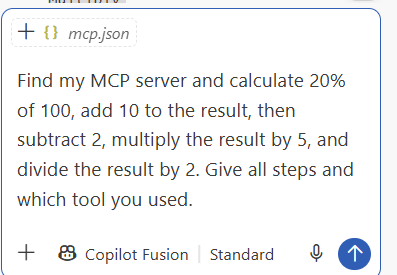 + {} mcp.json
Find my MCP server and calculate 20%
of 100, add 10 to the result, then
subtract 2, multiply the result by 5, and
divide the result by 2. Give all steps and
which tool you used.
+ Copilot Fusion | Standard